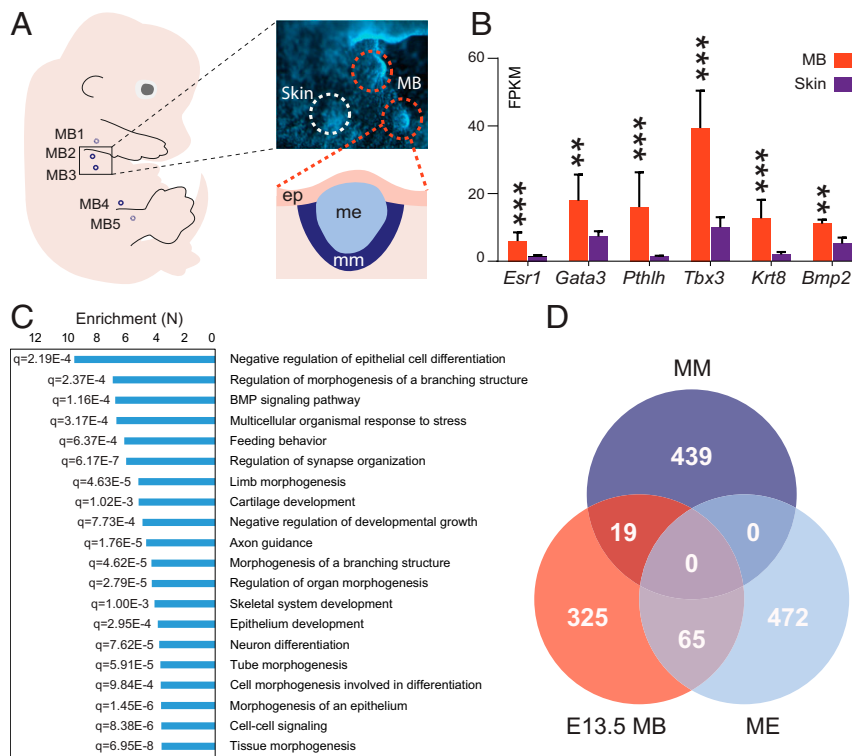 A
Skin
MB
MB1
MB2
MB3
MB4
MB5
ep
me
mm
B
FPKM
60
40
20
0
MB
Skin
***
**
***
***
***
**
Esr1
Gata3
Pthlh
Tbx3
Krt8
Bmp2
C
Enrichment (N)
12 10 8 6 4 2 0
q=2.19E-4 Negative regulation of epithelial cell differentiation
q=2.37E-4 Regulation of morphogenesis of a branching structure
q=1.16E-4 BMP signaling pathway
q=3.17E-4 Multicellular organismal response to stress
q=6.37E-4 Feeding behavior
q=6.17E-7 Regulation of synapse organization
q=4.63E-5 Limb morphogenesis
q=1.02E-3 Cartilage development
q=7.73E-4 Negative regulation of developmental growth
q=1.76E-5 Axon guidance
q=4.62E-5 Morphogenesis of a branching structure
q=2.79E-5 Regulation of organ morphogenesis
q=1.00E-3 Skeletal system development
q=2.95E-4 Epithelium development
q=7.62E-5 Neuron differentiation
q=5.91E-5 Tube morphogenesis
q=9.84E-4 Cell morphogenesis involved in differentiation
q=1.45E-6 Morphogenesis of an epithelium
q=8.38E-6 Cell-cell signaling
q=6.95E-8 Tissue morphogenesis
D
MM
439
19
0
0
325
65
472
E13.5 MB
ME